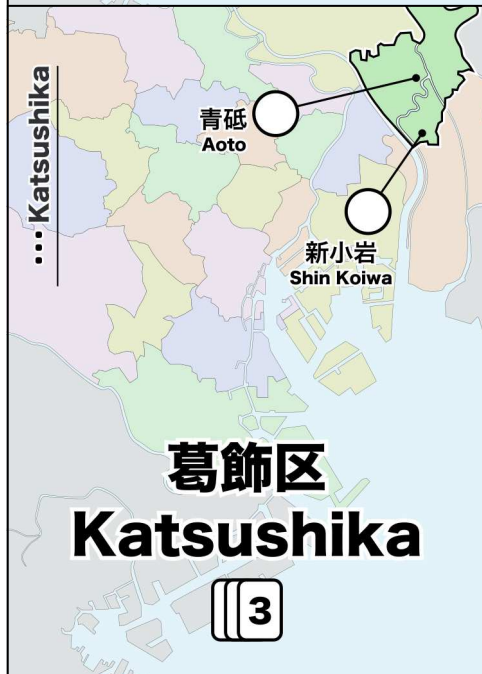 •••Katsushika
青砥
Aoto
新小岩
Shin Koiwa
葛飾区
Katsushika
3